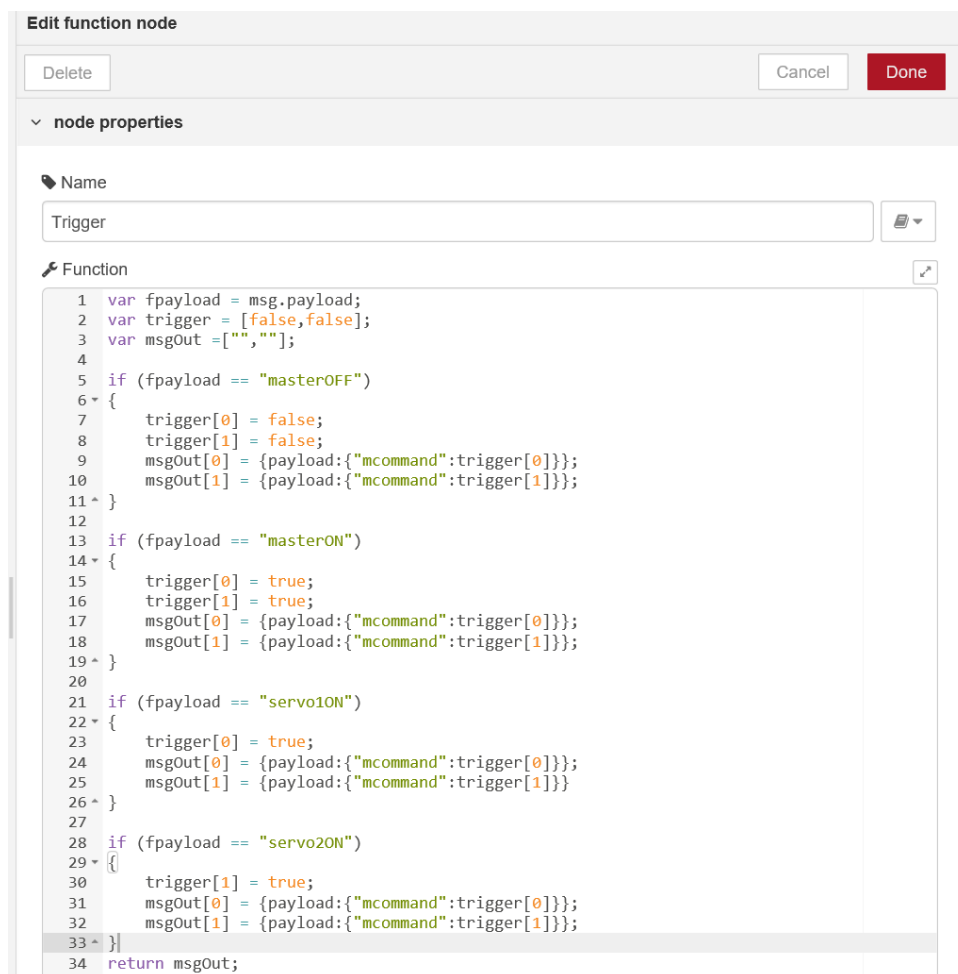 Edit function node
Delete
Cancel
Done
node properties
Name
Trigger
Function
1 var fpayload = msg.payload;
2 var trigger = [false,false];
3 var msgOut =["",""];
4
5 if (fpayload == "masterOFF")
6 {
7     trigger[0] = false;
8     trigger[1] = false;
9     msgOut[0] = {payload:{"mcommand":trigger[0]}};
10     msgOut[1] = {payload:{"mcommand":trigger[1]}};
11 }
12
13 if (fpayload == "masterON")
14 {
15     trigger[0] = true;
16     trigger[1] = true;
17     msgOut[0] = {payload:{"mcommand":trigger[0]}};
18     msgOut[1] = {payload:{"mcommand":trigger[1]}};
19 }
20
21 if (fpayload == "servo1ON")
22 {
23     trigger[0] = true;
24     msgOut[0] = {payload:{"mcommand":trigger[0]}};
25     msgOut[1] = {payload:{"mcommand":trigger[1]}}
26 }
27
28 if (fpayload == "servo2ON")
29 {
30     trigger[1] = true;
31     msgOut[0] = {payload:{"mcommand":trigger[0]}};
32     msgOut[1] = {payload:{"mcommand":trigger[1]}};
33 }
34 return msgOut;